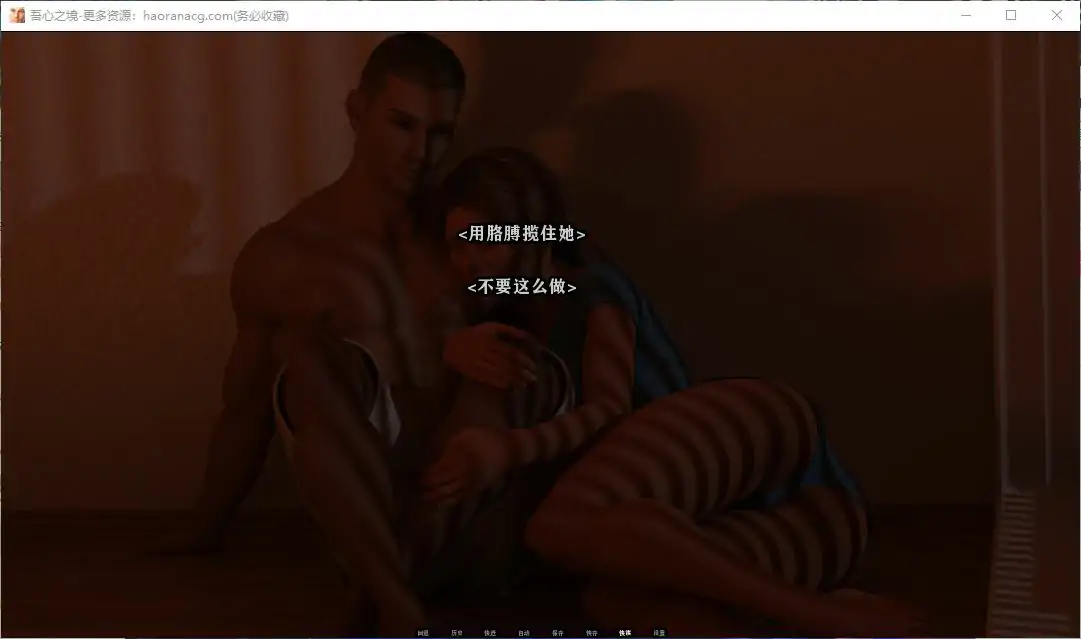 吾心之境-更多资源：haoranacg.com(务必收藏)
<用胳膊揽住她>
<不要这么做>
回退 历史 快进 自动 保存 快存 快读 设置